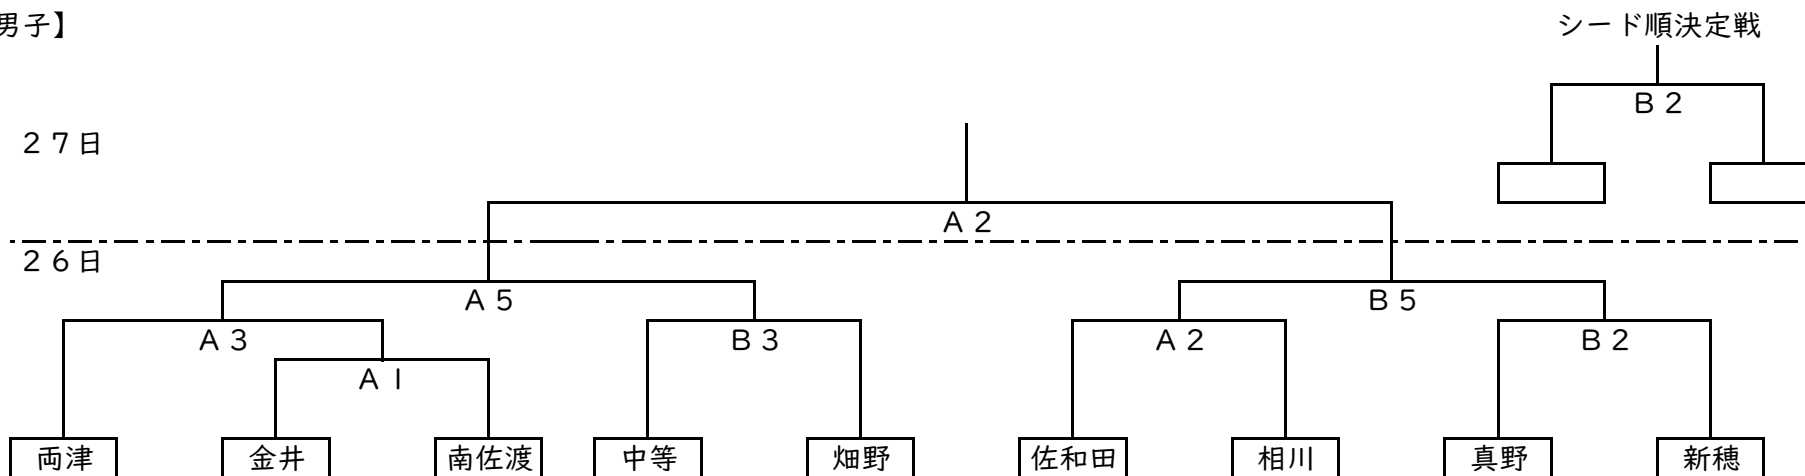 男子】
シード順決定戦
Ｂ２
２７日
Ａ２
２６日
Ａ５
Ｂ５
Ａ３
Ｂ３
Ａ２
Ｂ２
Ａ１
両津
金井
南佐渡
中等
畑野
佐和田
相川
真野
新穂